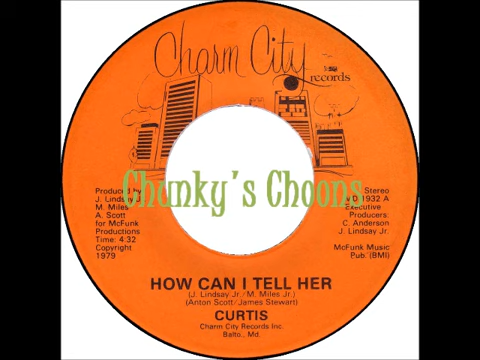 Charm City
records
Produced by
J. Lindsay
M. Miles
A. Scott
for McFunk
Productions
Time: 4:32
Copyright
1979
Chunky's Choons
Stereo
1932 A
Executive
Producers:
C. Anderson
J. Lindsay Jr.
McFunk Music
Pub. (BMI)
HOW CAN I TELL HER
(J. Lindsay Jr./M. Miles Jr.)
(Anton Scott/James Stewart)
CURTIS
Charm City Records Inc.
Balto., Md.